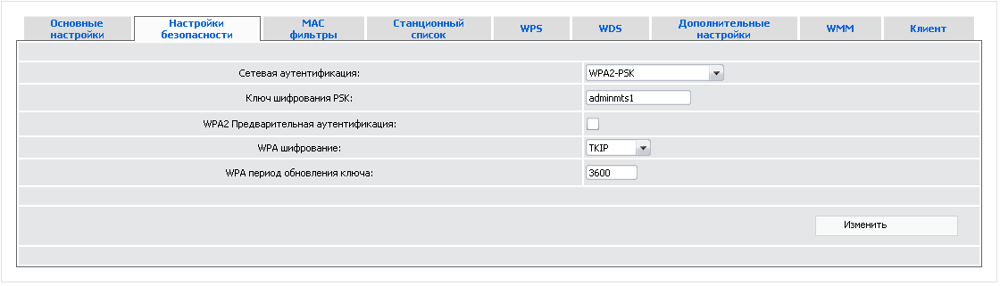 Основные настройки
Настройки безопасности
MAC фильтры
Станционный список
WPS
WDS
Дополнительные настройки
WMM
Клиент
Сетевая аутентификация: WPA2-PSK
Ключ шифрования PSK: adminmts1
WPA2 Предварительная аутентификация:
WPA шифрование: TKIP
WPA период обновления ключа: 3600
Изменить